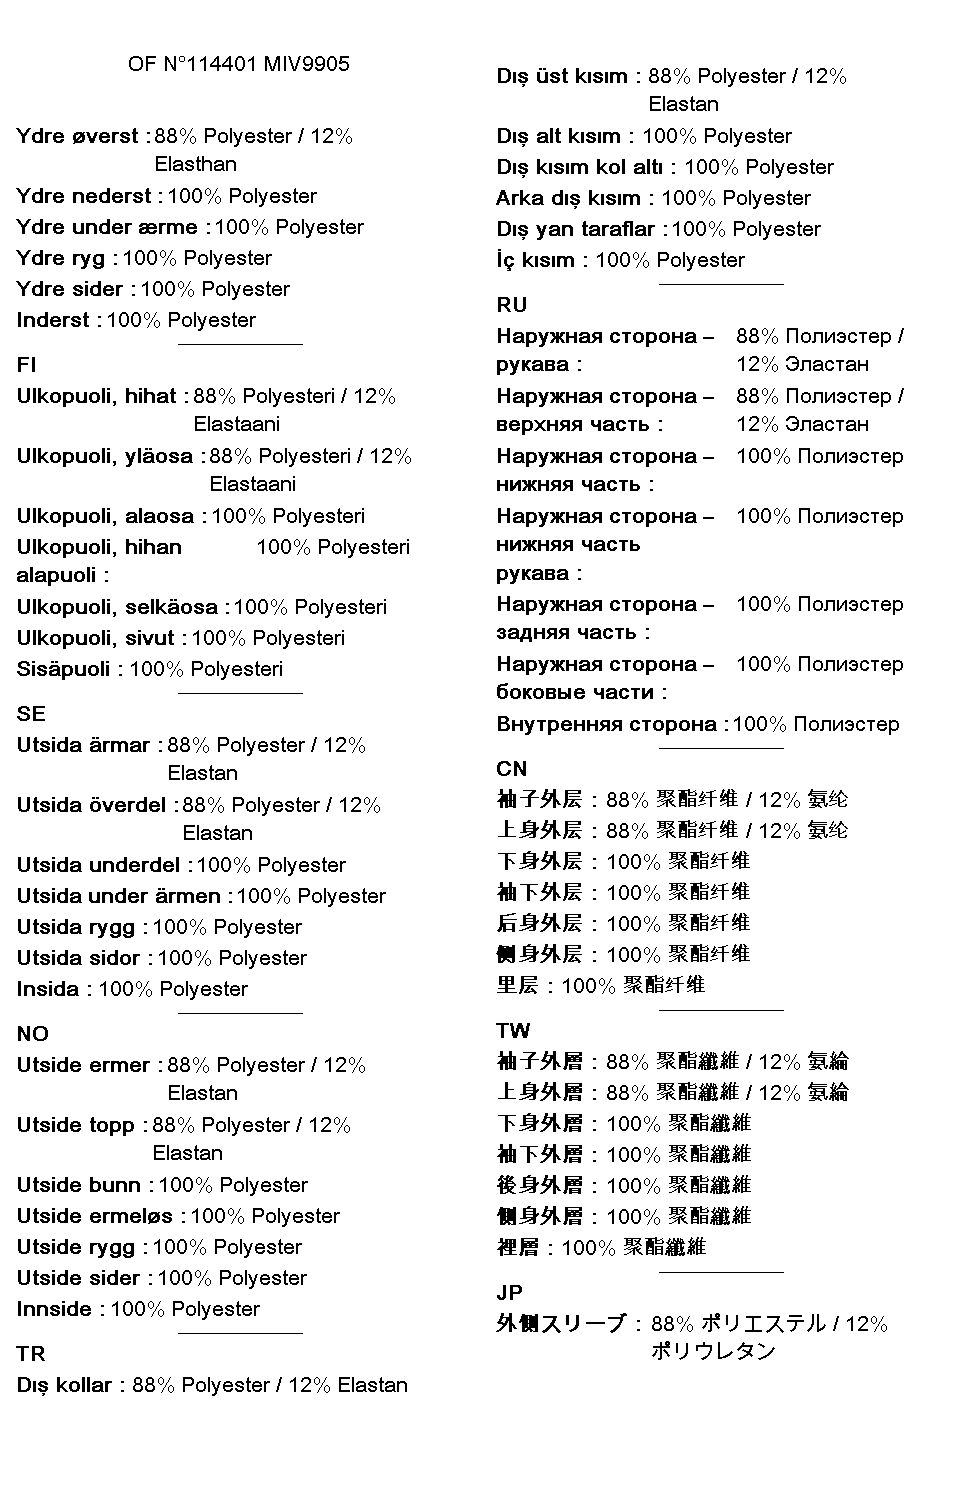 OF N°114401 MIV9905
Ydre øverst : 88% Polyester / 12%
Elasthan
Ydre nederst : 100% Polyester
Ydre under ærme : 100% Polyester
Ydre ryg : 100% Polyester
Ydre sider : 100% Polyester
Inderst : 100% Polyester
FI
Ulkopuoli, hihat : 88% Polyesteri / 12%
Elastaani
Ulkopuoli, yläosa : 88% Polyesteri / 12%
Elastaani
Ulkopuoli, alaosa : 100% Polyesteri
Ulkopuoli, hihan 100% Polyesteri
alapuoli :
Ulkopuoli, selkäosa : 100% Polyesteri
Ulkopuoli, sivut : 100% Polyesteri
Sisäpuoli : 100% Polyesteri
SE
Utsida ärmar : 88% Polyester / 12%
Elastan
Utsida överdel : 88% Polyester / 12%
Elastan
Utsida underdel : 100% Polyester
Utsida under ärmen : 100% Polyester
Utsida rygg : 100% Polyester
Utsida sidor : 100% Polyester
Insida : 100% Polyester
NO
Utside ermer : 88% Polyester / 12%
Elastan
Utside topp : 88% Polyester / 12%
Elastan
Utside bunn : 100% Polyester
Utside ermeløs : 100% Polyester
Utside rygg : 100% Polyester
Utside sider : 100% Polyester
Innside : 100% Polyester
TR
Dış kollar : 88% Polyester / 12% Elastan
Dış üst kısım : 88% Polyester / 12%
Elastan
Dış alt kısım : 100% Polyester
Dış kısım kol altı : 100% Polyester
Arka dış kısım : 100% Polyester
Dış yan taraflar : 100% Polyester
İç kısım : 100% Polyester
RU
Наружная сторона – 88% Полиэстер /
рукава : 12% Эластан
Наружная сторона – 88% Полиэстер /
верхняя часть : 12% Эластан
Наружная сторона – 100% Полиэстер
нижняя часть :
Наружная сторона – 100% Полиэстер
нижняя часть
рукава :
Наружная сторона – 100% Полиэстер
задняя часть :
Наружная сторона – 100% Полиэстер
боковые части :
Внутренняя сторона : 100% Полиэстер
CN
袖子外层 : 88% 聚酯纤维 / 12% 氨纶
上身外层 : 88% 聚酯纤维 / 12% 氨纶
下身外层 : 100% 聚酯纤维
袖下外层 : 100% 聚酯纤维
后身外层 : 100% 聚酯纤维
侧身外层 : 100% 聚酯纤维
里层 : 100% 聚酯纤维
TW
袖子外層 : 88% 聚酯纖維 / 12% 氨綸
上身外層 : 88% 聚酯纖維 / 12% 氨綸
下身外層 : 100% 聚酯纖維
袖下外層 : 100% 聚酯纖維
後身外層 : 100% 聚酯纖維
側身外層 : 100% 聚酯纖維
裡層 : 100% 聚酯纖維
JP
外側スリーブ : 88% ポリエステル / 12%
ポリウレタン